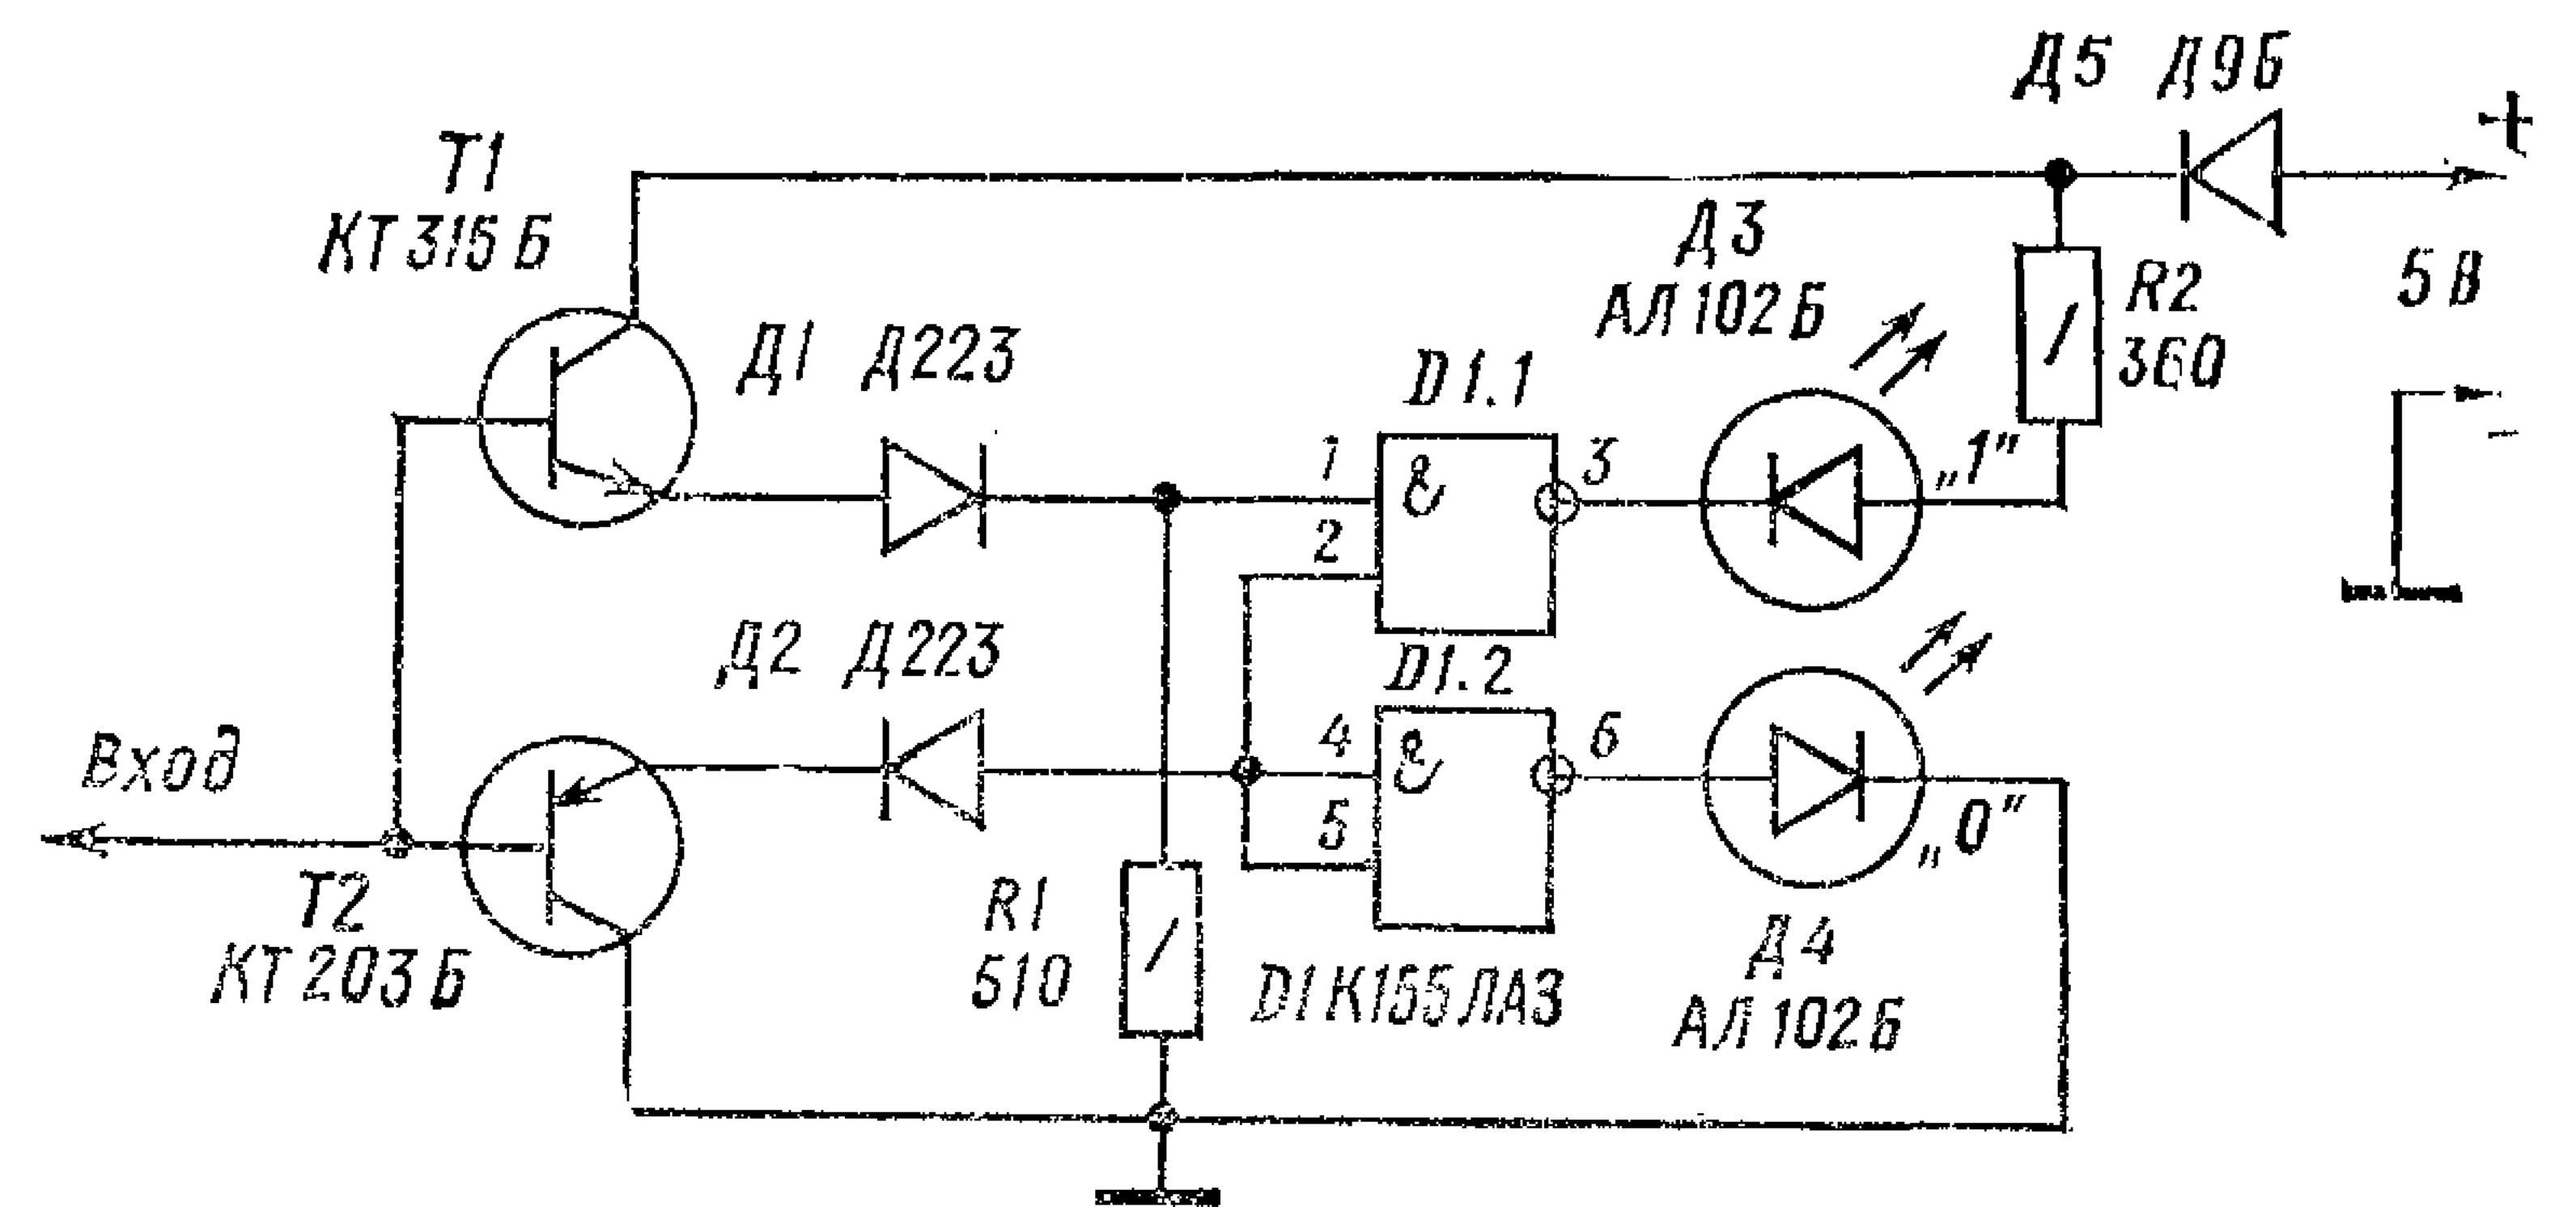 Д5 Д9Б
+
Т1
КТ315Б
Д3
АЛ102Б
R2
360
5В
Д1 Д223
D1.1
1
&
3
„1”
2
–
Д2 Д223
D1.2
4
&
6
5
„0”
Вход
Т2
КТ203Б
R1
510
D1 К155ЛА3
Д4
АЛ102Б